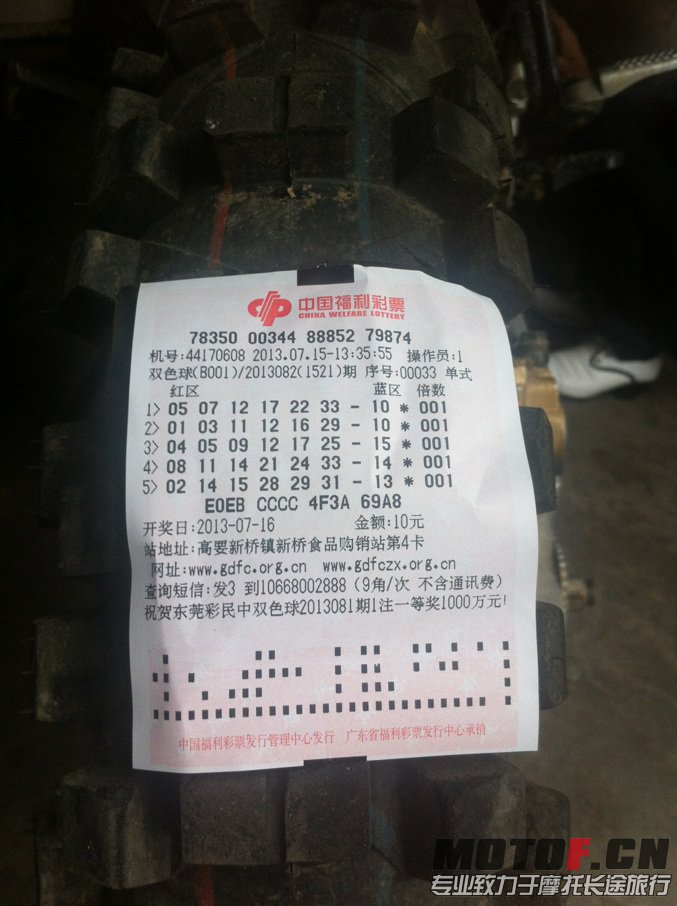 中国福利彩票
CHINA WELFARE LOTTERY
78350 00344 88852 79874
机号:44170608 2013.07.15-13:35:55 操作员:1
双色球(B001)/2013082(1521)期 序号:00033 单式
红区 蓝区 倍数
1> 05 07 12 17 22 33 - 10 * 001
2> 01 03 11 12 16 29 - 10 * 001
3> 04 05 09 12 17 25 - 15 * 001
4> 08 11 14 21 24 33 - 14 * 001
5> 02 14 15 28 29 31 - 13 * 001
E0EB CCCC 4F3A 69A8
开奖日:2013-07-16 金额:10元
站地址:高要新桥镇新桥食品购销站第4卡
网址:www.gdfc.org.cn www.gdfczx.org.cn
查询短信:发3 到10668002888(9角/次 不含通讯费)
祝贺东莞彩民中双色球2013081期1注一等奖1000万元!
中国福利彩票发行管理中心发行 广东省福利彩票发行中心承销
MOTOF.CN
专业致力于摩托长途旅行